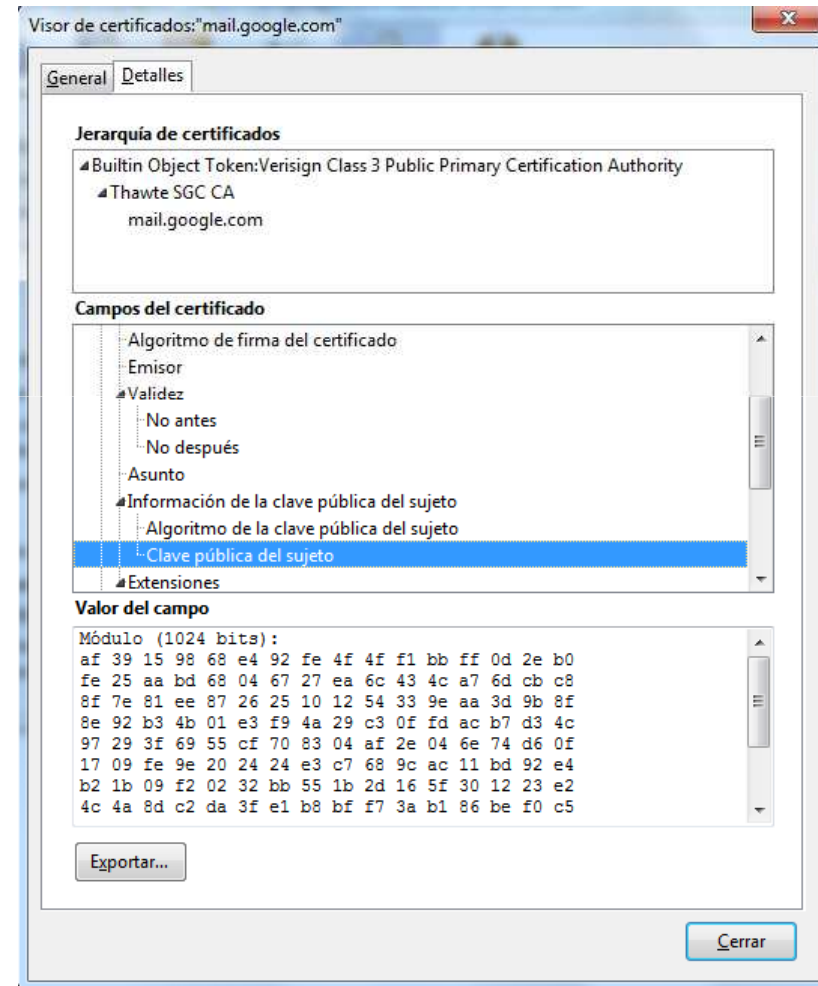 Visor de certificados:"mail.google.com"
General Detalles
Jerarquía de certificados
Builtin Object Token:Verisign Class 3 Public Primary Certification Authority
Thawte SGC CA
mail.google.com
Campos del certificado
Algoritmo de firma del certificado
Emisor
Validez
No antes
No después
Asunto
Información de la clave pública del sujeto
Algoritmo de la clave pública del sujeto
Clave pública del sujeto
Extensiones
Valor del campo
Módulo (1024 bits):
af 39 15 98 68 e4 92 fe 4f 4f f1 bb ff 0d 2e b0
fe 25 aa bd 68 04 67 27 ea 6c 43 4c a7 6d cb c8
8f 7e 81 ee 87 26 25 10 12 54 33 9e aa 3d 9b 8f
8e 92 b3 4b 01 e3 f9 4a 29 c3 0f fd ac b7 d3 4c
97 29 3f 69 55 cf 70 83 04 af 2e 04 6e 74 d6 0f
17 09 fe 9e 20 24 24 e3 c7 68 9c ac 11 bd 92 e4
b2 1b 09 f2 02 32 bb 55 1b 2d 16 5f 30 12 23 e2
4c 4a 8d c2 da 3f e1 b8 bf f7 3a b1 86 be f0 c5
Exportar...
Cerrar